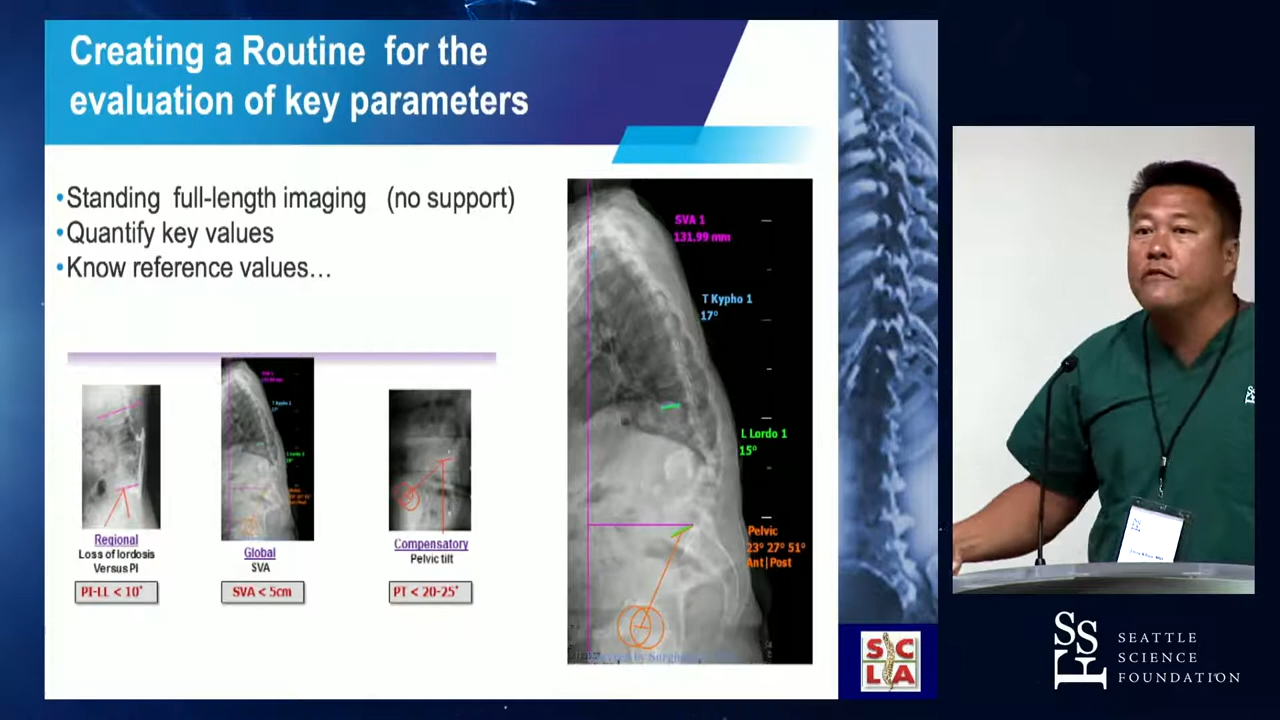 Creating a Routine for the
evaluation of key parameters
•Standing full-length imaging (no support)
•Quantify key values
•Know reference values…
SVA 1
131.99 mm
T Kypho 1
17°
L Lordo 1
15°
Pelvic
23° 27° 51°
Ant|Post
Regional
Loss of lordosis
Versus PI
PI-LL < 10°
Global
SVA
SVA < 5cm
Compensatory
Pelvic tilt
PT < 20-25°
SC
LA
SSF
SEATTLE
SCIENCE
FOUNDATION